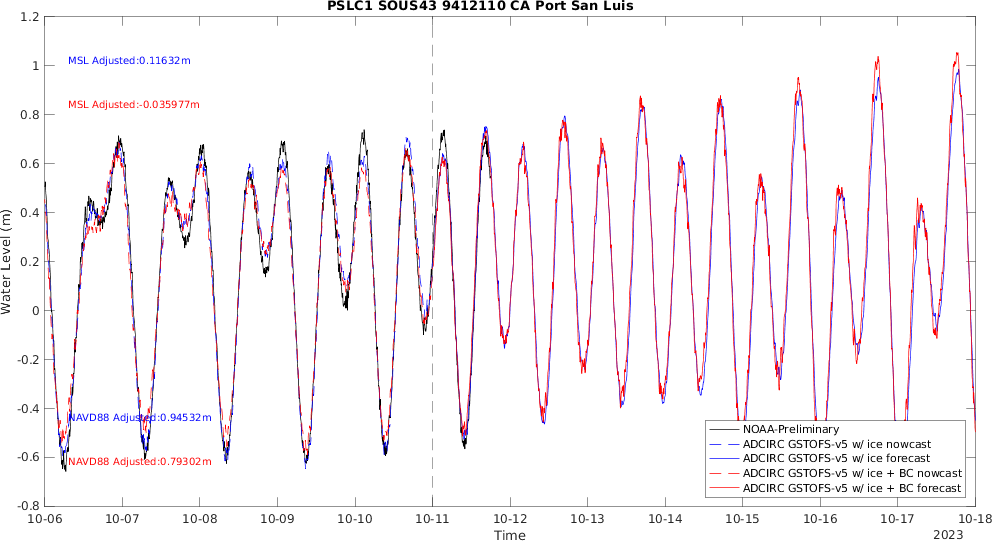 PSLC1 SOUS43 9412110 CA Port San Luis
1.2
1
0.8
0.6
0.4
0.2
0
-0.2
-0.4
-0.6
-0.8
Water Level (m)
MSL Adjusted:0.11632m
MSL Adjusted:-0.035977m
NAVD88 Adjusted:0.94532m
NAVD88 Adjusted:0.79302m
NOAA-Preliminary
ADCIRC GSTOFS-v5 w/ ice nowcast
ADCIRC GSTOFS-v5 w/ ice forecast
ADCIRC GSTOFS-v5 w/ ice + BC nowcast
ADCIRC GSTOFS-v5 w/ ice + BC forecast
10-06 10-07 10-08 10-09 10-10 10-11 10-12 10-13 10-14 10-15 10-16 10-17 10-18
Time
2023